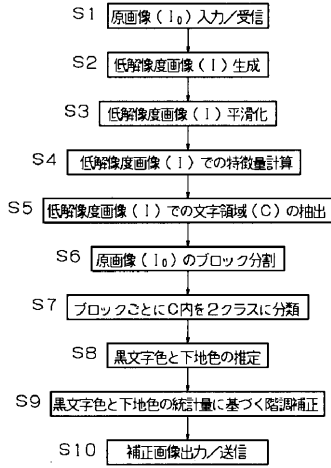 S1 原画像(I₀)入力/受信
S2 低解像度画像(I)生成
S3 低解像度画像(I)平滑化
S4 低解像度画像(I)での特徴量計算
S5 低解像度画像(I)での文字領域(C)の抽出
S6 原画像(I₀)のブロック分割
S7 ブロックごとにC内を2クラスに分類
S8 黒文字色と下地色の推定
S9 黒文字色と下地色の統計量に基づく階調補正
S10 補正画像出力/送信